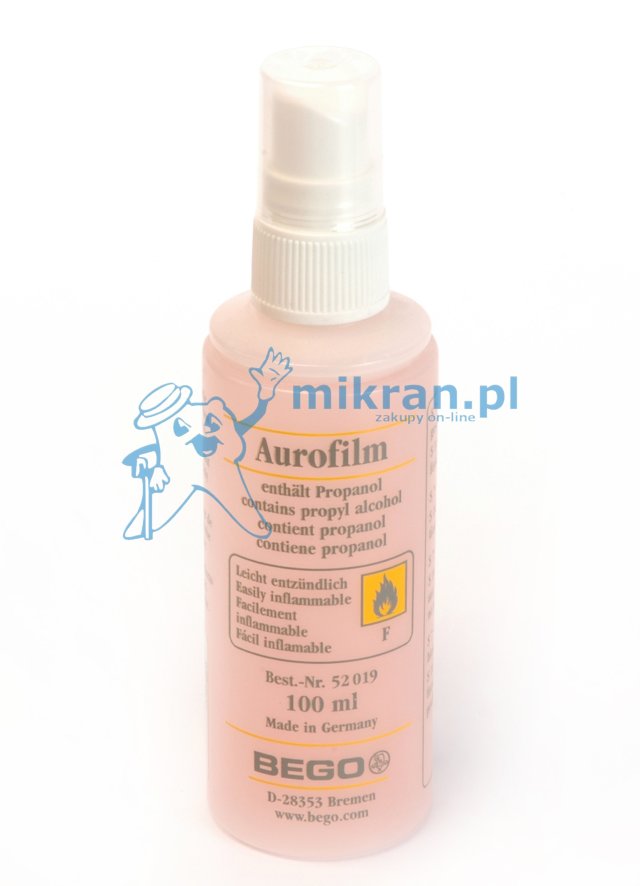 mikran.pl
zakupy on-line
Aurofilm
enthält Propanol
contains propyl alcohol
contient propanol
contiene propanol
Leicht entzündlich
Easily inflammable
Facilement
inflammable
Fácil inflamable
F
Best.-Nr. 52 019
100 ml
Made in Germany
BEGO
D-28353 Bremen
www.bego.com